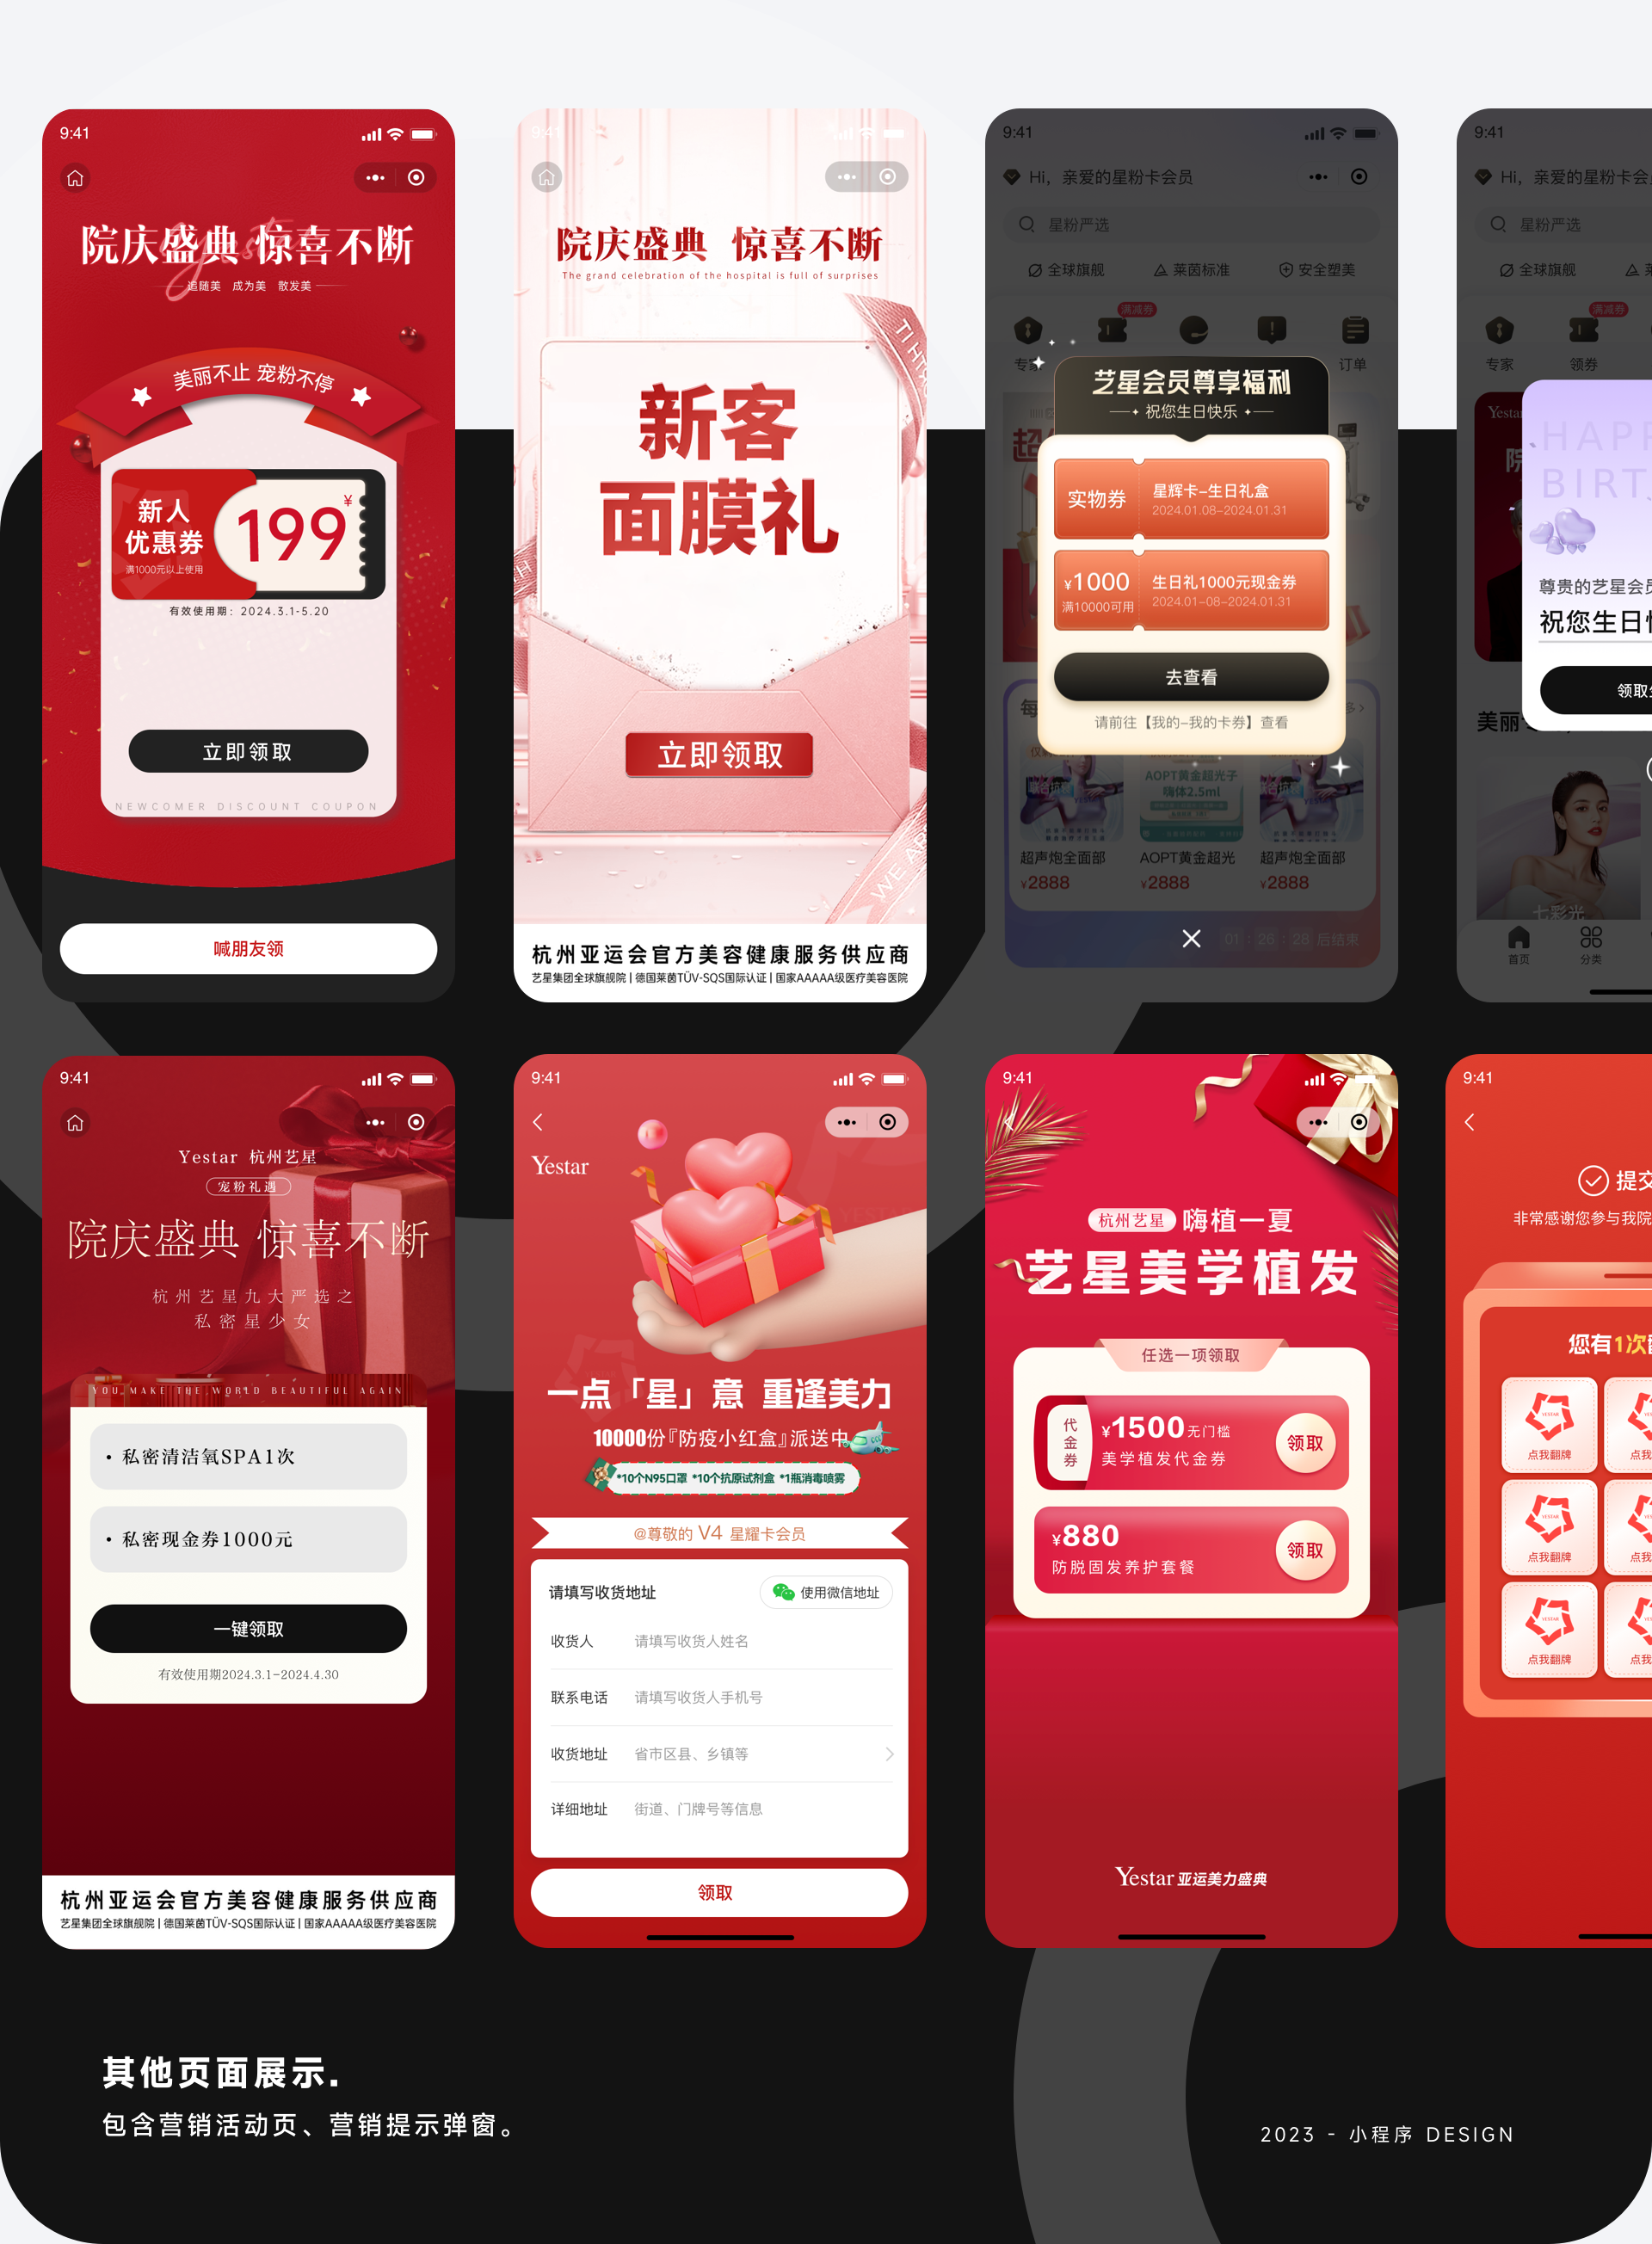 9:41
院庆盛典 惊喜不断
追随美 成为美 散发美
美丽不止 宠粉不停
新人
优惠券
满1000元以上使用
199
¥
有效使用期：2024.3.1-5.20
立即领取
NEWCOMER DISCOUNT COUPON
喊朋友领
9:41
院庆盛典 惊喜不断
The grand celebration of the hospital is full of surprises
新客
面膜礼
立即领取
WE AR
杭州亚运会官方美容健康服务供应商
艺星集团全球旗舰院 | 德国莱茵TÜV-SQS国际认证 | 国家AAAAA级医疗美容医院
9:41
Hi，亲爱的星粉卡会员
星粉严选
全球旗舰
莱茵标准
安全塑美
满减券
专家
订单
艺星会员尊享福利
祝您生日快乐
实物券
星辉卡-生日礼盒
2024.01.08-2024.01.31
¥1000
满10000可用
生日礼1000元现金券
2024.01-08-2024.01.31
去查看
请前往【我的-我的卡券】查看
AOPT黄金超光子
嗨体2.5ml
超声炮全面部
AOPT黄金超光
超声炮全面部
¥2888
¥2888
¥2888
01 : 26 : 28 后结束
9:41
Hi，亲爱的星粉卡会
星粉严选
全球旗舰
满减券
专家
领券
HAPP
BIRT
尊贵的艺星会员
祝您生日快
领取
美丽
七彩光
首页
分类
9:41
Yestar 杭州艺星
宠粉礼遇
院庆盛典 惊喜不断
杭州艺星九大严选之
私密星少女
YOU MAKE THE WORLD BEAUTIFUL AGAIN
• 私密清洁氧SPA1次
• 私密现金券1000元
一键领取
有效使用期2024.3.1-2024.4.30
杭州亚运会官方美容健康服务供应商
艺星集团全球旗舰院 | 德国莱茵TÜV-SQS国际认证 | 国家AAAAA级医疗美容医院
9:41
Yestar
一点「星」意 重逢美力
10000份『防疫小红盒』派送中
*10个N95口罩 *10个抗原试剂盒 *1瓶消毒喷雾
@尊敬的 V4 星耀卡会员
请填写收货地址
使用微信地址
收货人 请填写收货人姓名
联系电话 请填写收货人手机号
收货地址 省市区县、乡镇等
详细地址 街道、门牌号等信息
领取
9:41
杭州艺星 嗨植一夏
艺星美学植发
任选一项领取
代金券
¥1500无门槛
美学植发代金券
领取
¥880
防脱固发养护套餐
领取
Yestar 亚运美力盛典
9:41
提交
非常感谢您参与我院
您有1次
点我翻牌
点我
点我翻牌
点我
点我翻牌
点我
其他页面展示.
包含营销活动页、营销提示弹窗。
2023 - 小程序 DESIGN